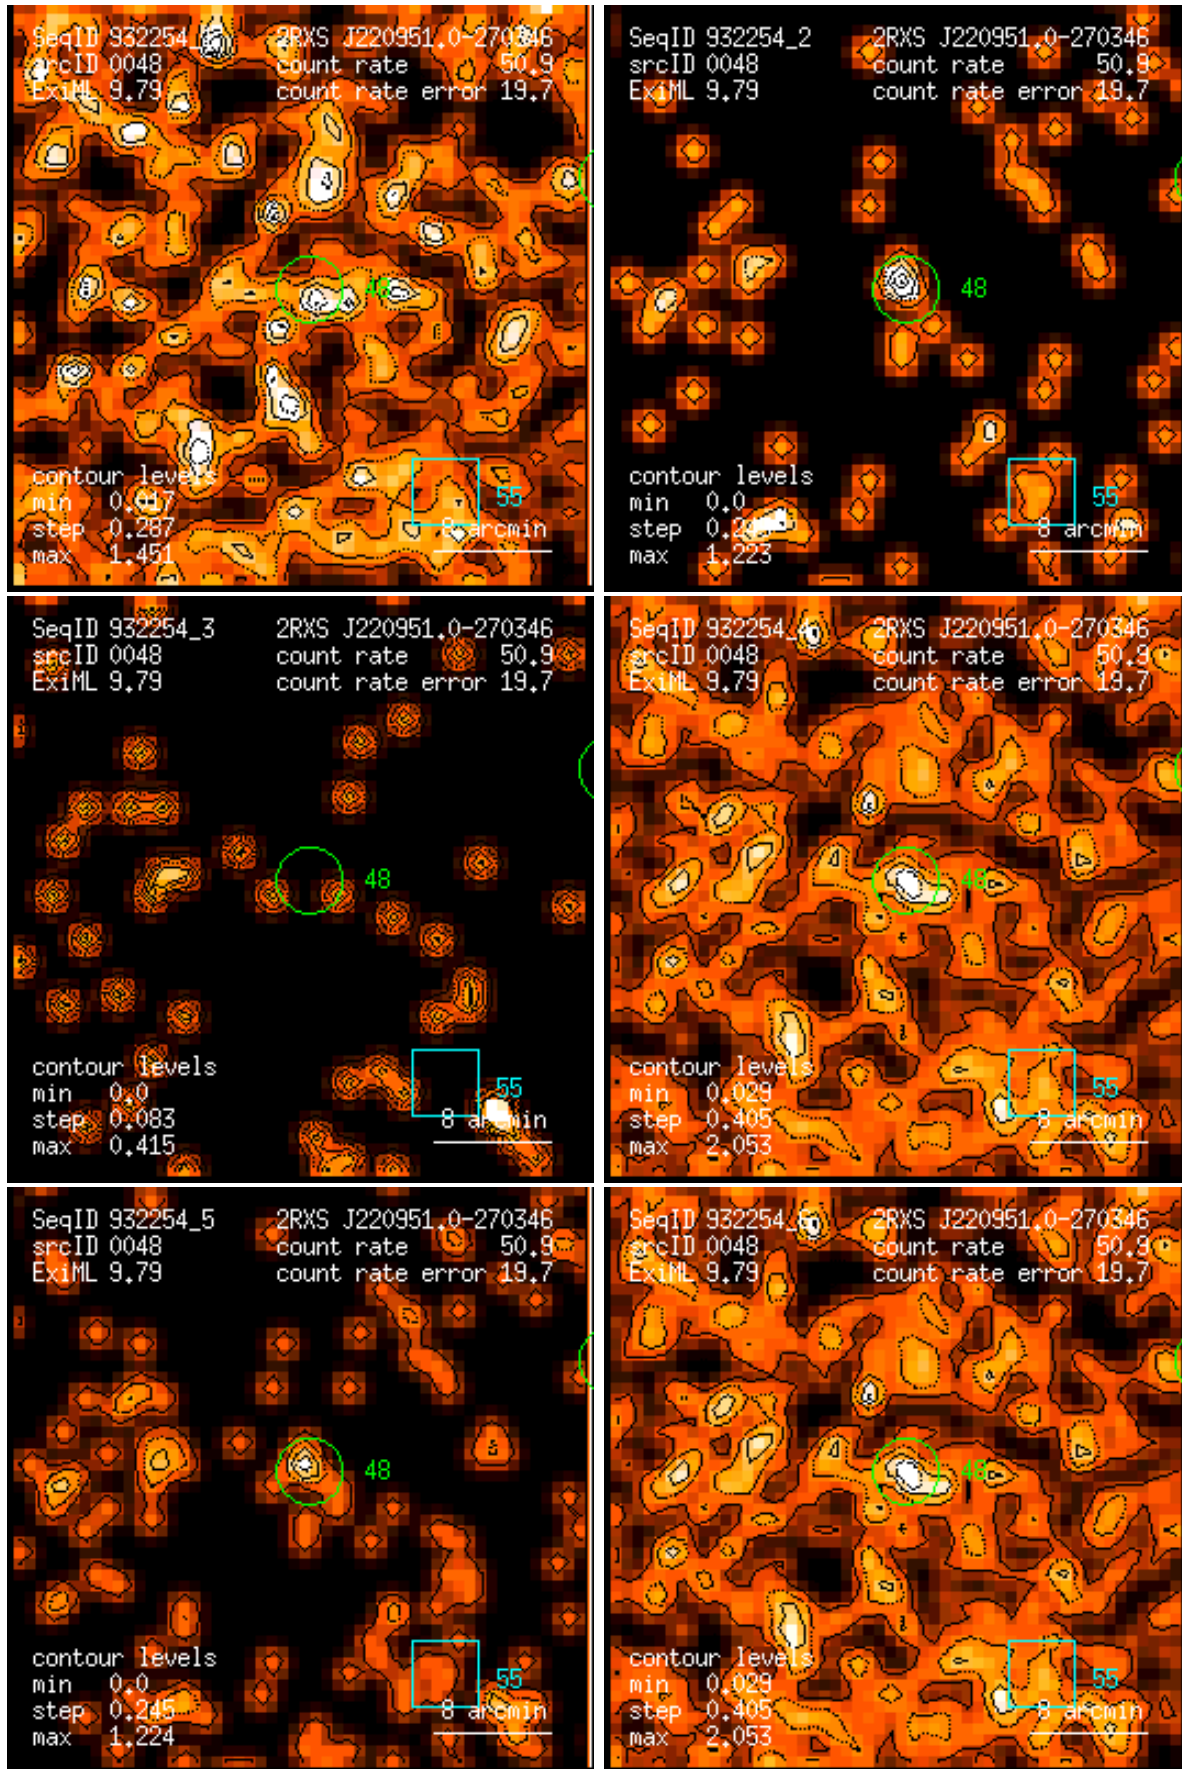 SeqID 932254_ 2RXS J220951.0-270346
srcID 0048 count rate 50.9
ExiML 9.79 count rate error 19.7
48
contour levels
min 0.017 55
step 0.287 8 arcmin
max 1.451
SeqID 932254_2 2RXS J220951.0-270346
srcID 0048 count rate 50.9
ExiML 9.79 count rate error 19.7
48
contour levels
min 0.0 55
step 8 arcmin
max 1.223
SeqID 932254_3 2RXS J220951.0-270346
srcID 0048 count rate 50.9
ExiML 9.79 count rate error 19.7
48
contour levels
min 0.0 55
step 0.083 8 arcmin
max 0.415
SeqID 932254_ 2RXS J220951.0-270346
srcID 0048 count rate 50.9
ExiML 9.79 count rate error 19.7
48
contour levels
min 0.029 55
step 0.405 8 arcmin
max 2.053
SeqID 932254_5 2RXS J220951.0-270346
srcID 0048 count rate 50.9
ExiML 9.79 count rate error 19.7
48
contour levels
min 0.0 55
step 0.245 8 arcmin
max 1.224
SeqID 932254_ 2RXS J220951.0-270346
srcID 0048 count rate 50.9
ExiML 9.79 count rate error 19.7
48
contour levels
min 0.029 55
step 0.405 8 arcmin
max 2.053